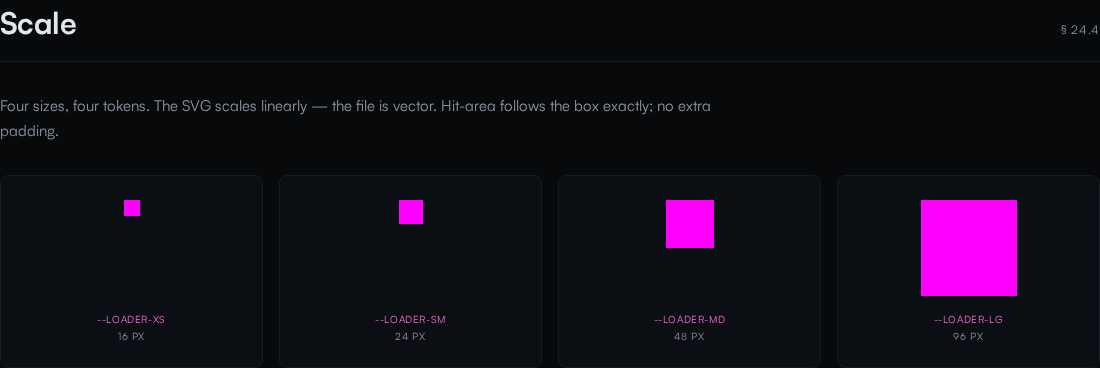 Scale
§ 24.4
Four sizes, four tokens. The SVG scales linearly — the file is vector. Hit-area follows the box exactly; no extra
padding.
--LOADER-XS
16 PX
--LOADER-SM
24 PX
--LOADER-MD
48 PX
--LOADER-LG
96 PX